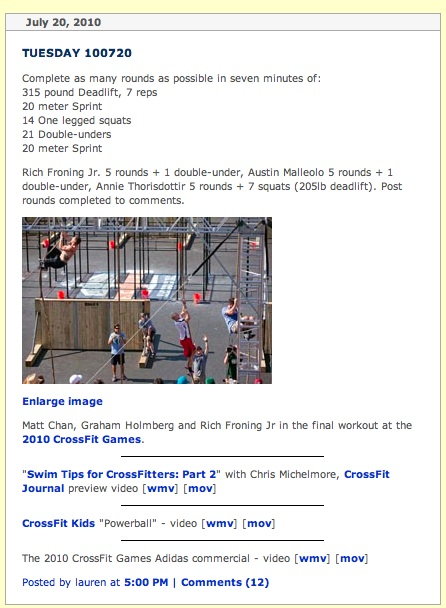 July 20, 2010
TUESDAY 100720
Complete as many rounds as possible in seven minutes of:
315 pound Deadlift, 7 reps
20 meter Sprint
14 One legged squats
21 Double-unders
20 meter Sprint
Rich Froning Jr. 5 rounds + 1 double-under, Austin Malleolo 5 rounds + 1
double-under, Annie Thorisdottir 5 rounds + 7 squats (205lb deadlift). Post
rounds completed to comments.
Enlarge image
Matt Chan, Graham Holmberg and Rich Froning Jr in the final workout at the
2010 CrossFit Games.
"Swim Tips for CrossFitters: Part 2" with Chris Michelmore, CrossFit
Journal preview video [wmv] [mov]
CrossFit Kids "Powerball" - video [wmv] [mov]
The 2010 CrossFit Games Adidas commercial - video [wmv] [mov]
Posted by lauren at 5:00 PM | Comments (12)